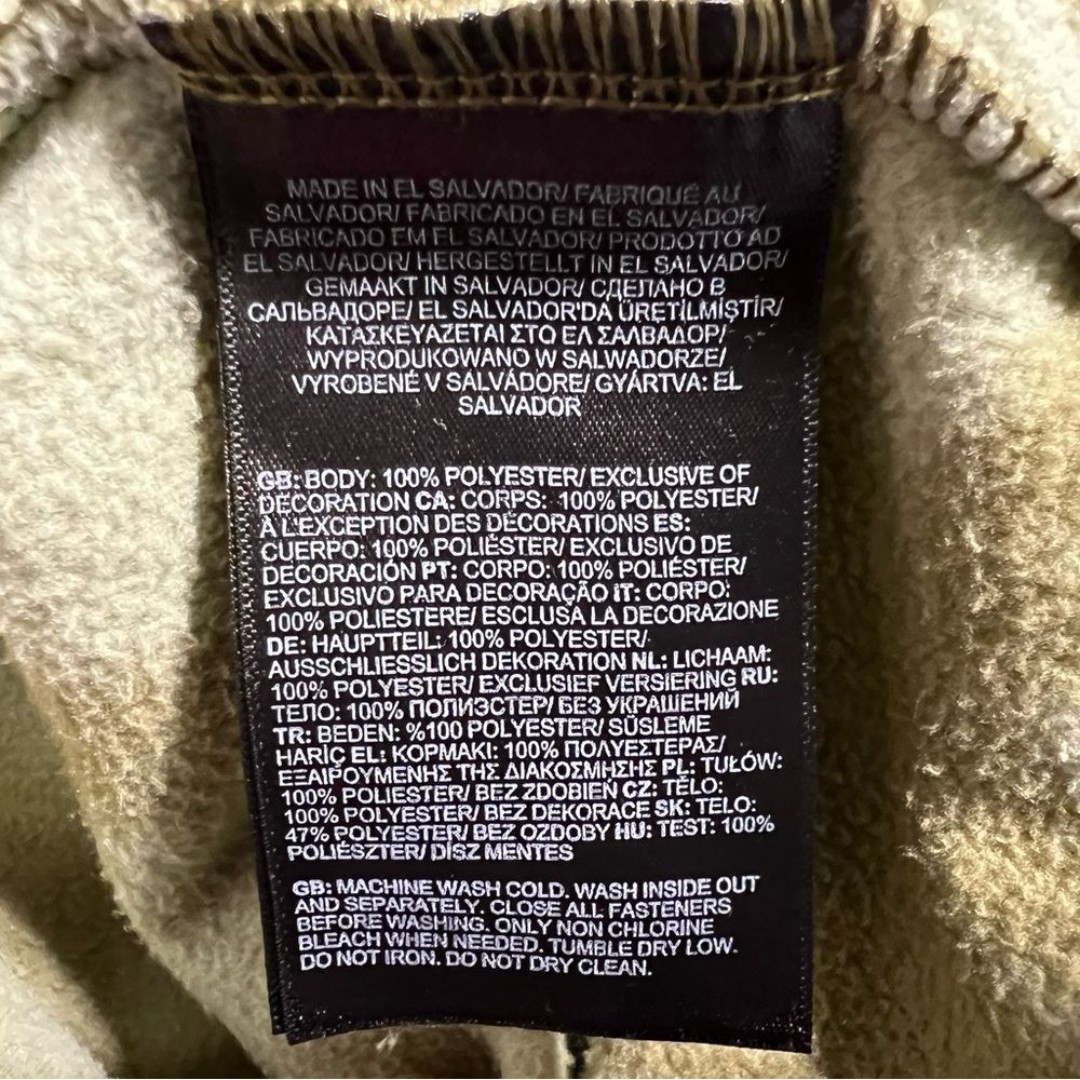 MADE IN EL SALVADOR/ FABRIQUÉ AU
SALVADOR/ FABRICADO EN EL SALVADOR/
FABRICADO EM EL SALVADOR/ PRODOTTO AD
EL SALVADOR/ HERGESTELLT IN EL SALVADOR/
GEMAAKT IN SALVADOR/ СДЕЛАНО В
САЛЬВАДОРЕ/ EL SALVADOR'DA ÜRETİLMİŞTİR/
ΚΑΤΑΣΚΕΥΑΖΕΤΑΙ ΣΤΟ ΕΛ ΣΑΛΒΑΔΟΡ/
WYPRODUKOWANO W SALWADORZE/
VYROBENÉ V SALVÁDORE/ GYÁRTVA: EL
SALVADOR
GB: BODY: 100% POLYESTER/ EXCLUSIVE OF
DECORATION CA: CORPS: 100% POLYESTER/
À L'EXCEPTION DES DÉCORATIONS ES:
CUERPO: 100% POLIÉSTER/ EXCLUSIVO DE
DECORACIÓN PT: CORPO: 100% POLIÉSTER/
EXCLUSIVO PARA DECORAÇÃO IT: CORPO:
100% POLIESTERE/ ESCLUSA LA DECORAZIONE
DE: HAUPTTEIL: 100% POLYESTER/
AUSSCHLIESSLICH DEKORATION NL: LICHAAM:
100% POLYESTER/ EXCLUSIEF VERSIERING RU:
ТЕЛО: 100% ПОЛИЭСТЕР/ БЕЗ УКРАШЕНИЙ
TR: BEDEN: %100 POLYESTER/ SÜSLEME
HARİÇ EL: ΚΟΡΜΑΚΙ: 100% ΠΟΛΥΕΣΤΕΡΑΣ/
ΕΞΑΙΡΟΥΜΕΝΗΣ ΤΗΣ ΔΙΑΚΟΣΜΗΣΗΣ PL: TUŁÓW:
100% POLIESTER/ BEZ ZDOBIEŃ CZ: TĚLO:
100% POLYESTER/ BEZ DEKORACE SK: TELO:
47% POLYESTER/ BEZ OZDOBY HU: TEST: 100%
POLIÉSZTER/ DÍSZ MENTES
GB: MACHINE WASH COLD. WASH INSIDE OUT
AND SEPARATELY. CLOSE ALL FASTENERS
BEFORE WASHING. ONLY NON CHLORINE
BLEACH WHEN NEEDED. TUMBLE DRY LOW.
DO NOT IRON. DO NOT DRY CLEAN.